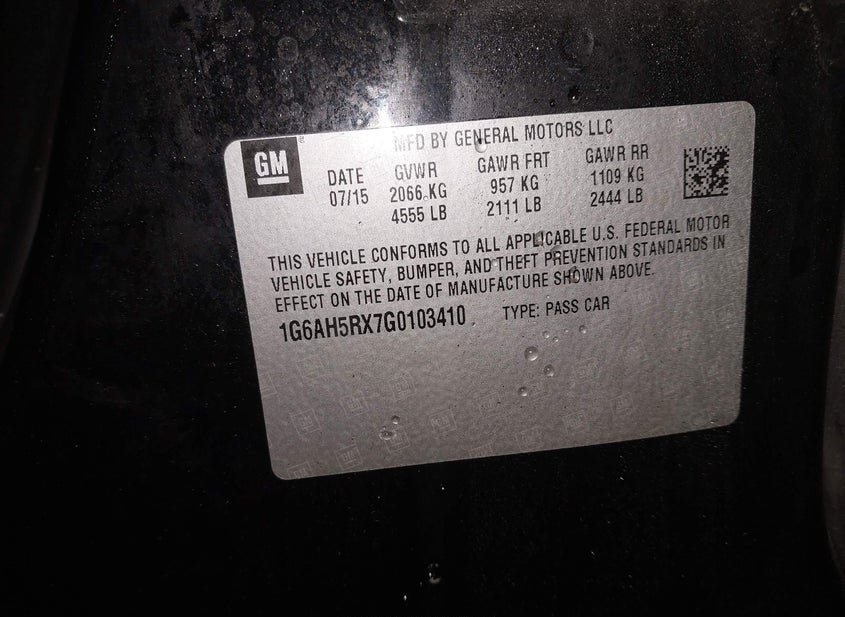 MFD BY GENERAL MOTORS LLC
GM
DATE GVWR GAWR FRT GAWR RR
07/15 2066 KG 957 KG 1109 KG
4555 LB 2111 LB 2444 LB
THIS VEHICLE CONFORMS TO ALL APPLICABLE U.S. FEDERAL MOTOR
VEHICLE SAFETY, BUMPER, AND THEFT PREVENTION STANDARDS IN
EFFECT ON THE DATE OF MANUFACTURE SHOWN ABOVE.
1G6AH5RX7G0103410 TYPE: PASS CAR